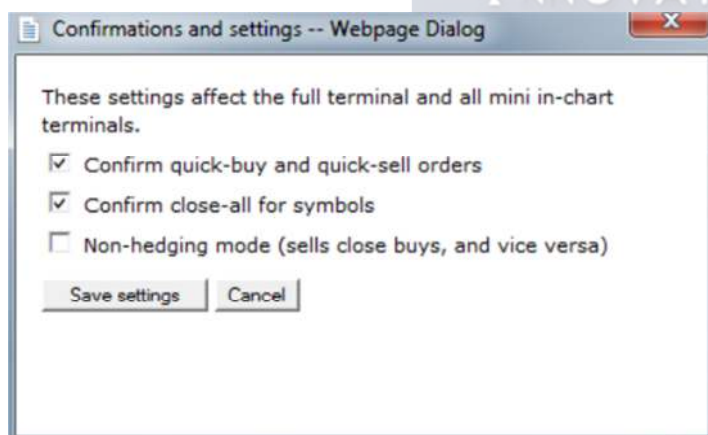 Confirmations and settings -- Webpage Dialog
These settings affect the full terminal and all mini in-chart
terminals.
Confirm quick-buy and quick-sell orders
Confirm close-all for symbols
Non-hedging mode (sells close buys, and vice versa)
Save settings Cancel